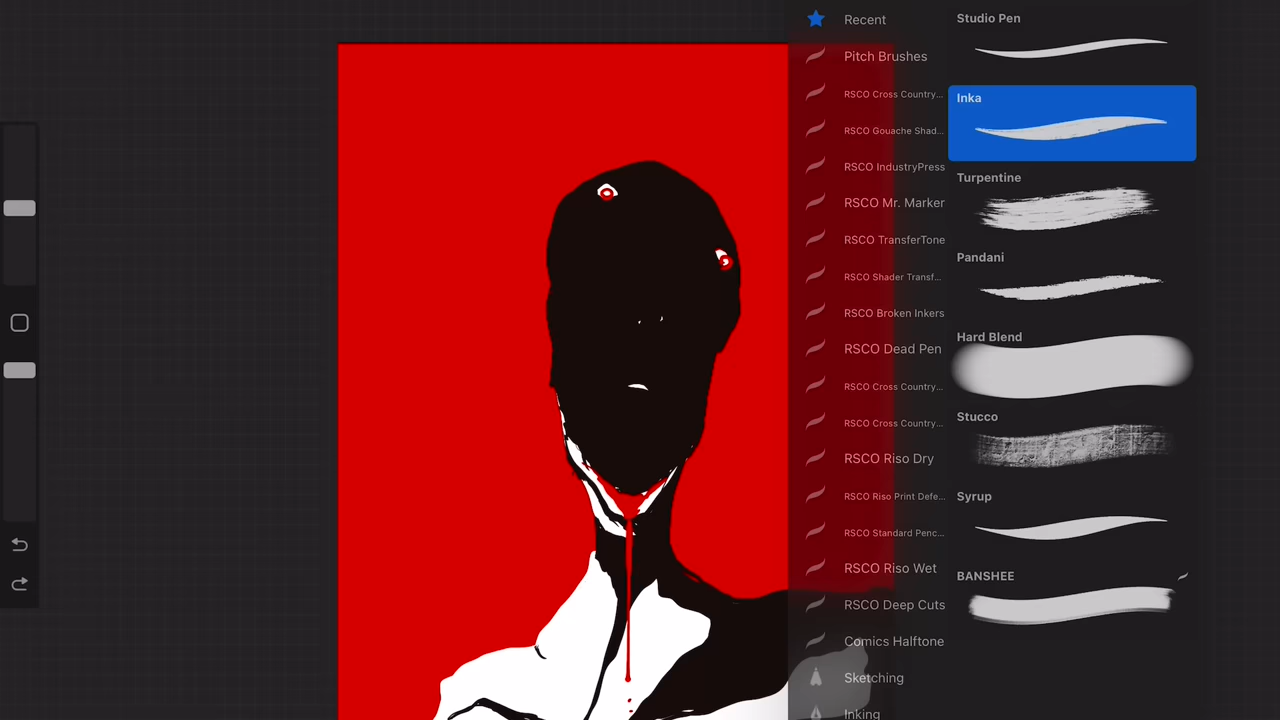 Recent
Pitch Brushes
RSCO Cross Country...
RSCO Gouache Shad...
RSCO IndustryPress
RSCO Mr. Marker
RSCO TransferTone
RSCO Shader Transf...
RSCO Broken Inkers
RSCO Dead Pen
RSCO Cross Country...
RSCO Cross Country...
RSCO Riso Dry
RSCO Riso Print Defe...
RSCO Standard Penc...
RSCO Riso Wet
RSCO Deep Cuts
Comics Halftone
Sketching
Inking
Studio Pen
Inka
Turpentine
Pandani
Hard Blend
Stucco
Syrup
BANSHEE